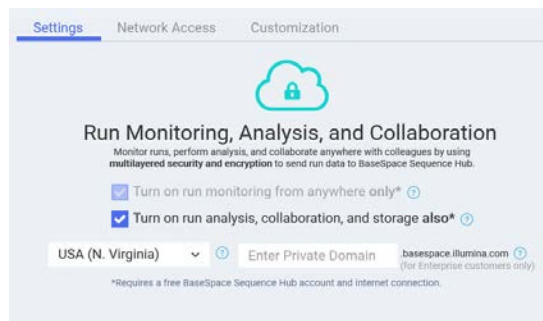 Settings Network Access Customization
Run Monitoring, Analysis, and Collaboration
Monitor runs, perform analysis, and collaborate anywhere with colleagues by using
multilayered security and encryption to send run data to BaseSpace Sequence Hub.
Turn on run monitoring from anywhere only* ?
Turn on run analysis, collaboration, and storage also* ?
USA (N. Virginia) ? Enter Private Domain .basespace.illumina.com ?
(for Enterprise customers only)
*Requires a free BaseSpace Sequence Hub account and internet connection.